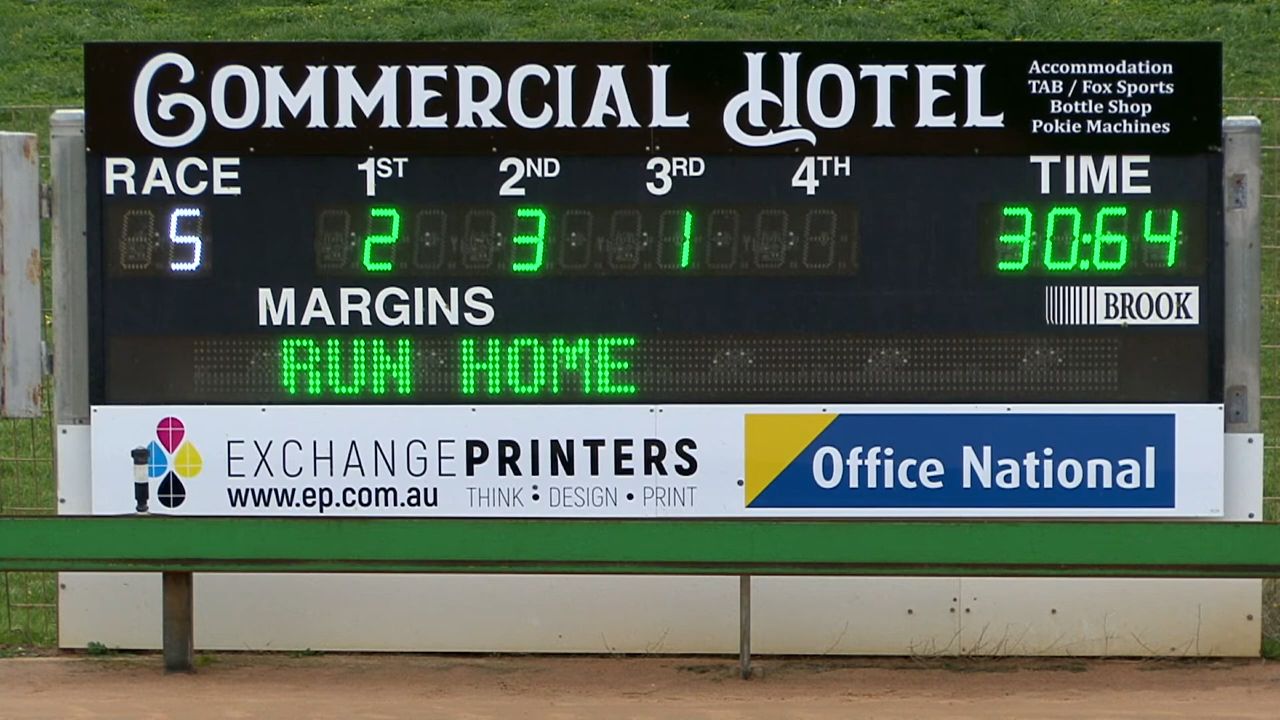 COMMERCIAL HOTEL
Accommodation
TAB / Fox Sports
Bottle Shop
Pokie Machines
RACE 1ST 2ND 3RD 4TH TIME
5 2 3 1 30:64
MARGINS
BROOK
RUN HOME
EXCHANGEPRINTERS
www.ep.com.au THINK • DESIGN • PRINT
Office National